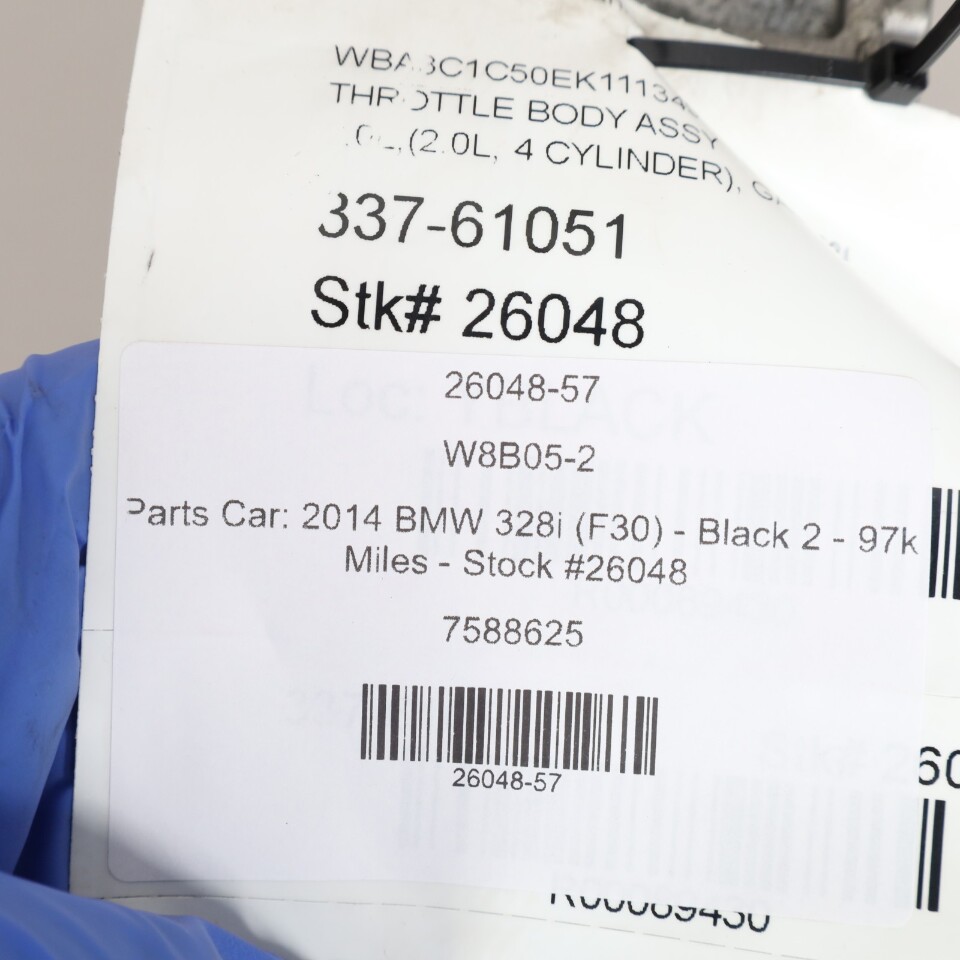 THROTTLE BODY ASSY
(2.0L, 4 CYLINDER),
337-61051
Stk# 26048
26048-57
W8B05-2
Parts Car: 2014 BMW 328i (F30) - Black 2 - 97k
Miles - Stock #26048
7588625
26048-57